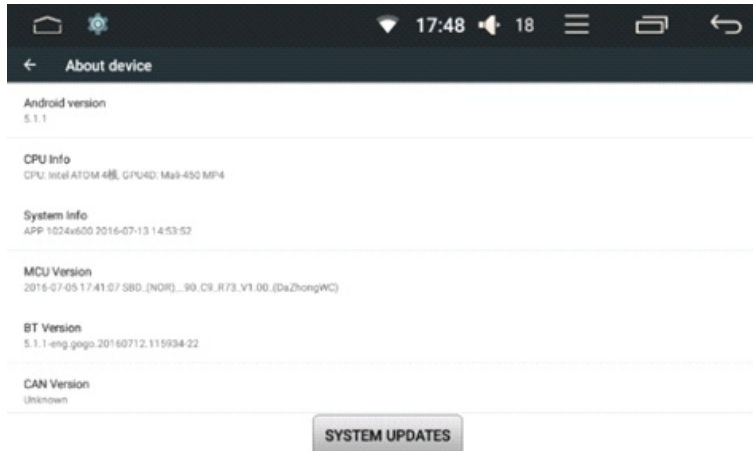 17:48 18
About device
Android version
5.1.1
CPU Info
CPU: Intel ATOM 4核, GPU4D: Mali-450 MP4
System Info
APP 1024x600 2016-07-13 14:53:52
MCU Version
2016-07-05 17:41:07 SBD_(NOR)_ _90_C9_R73_V1.00_(DaZhongWC)
BT Version
5.1.1-eng.gogo.20160712.115934-22
CAN Version
Unknown
SYSTEM UPDATES